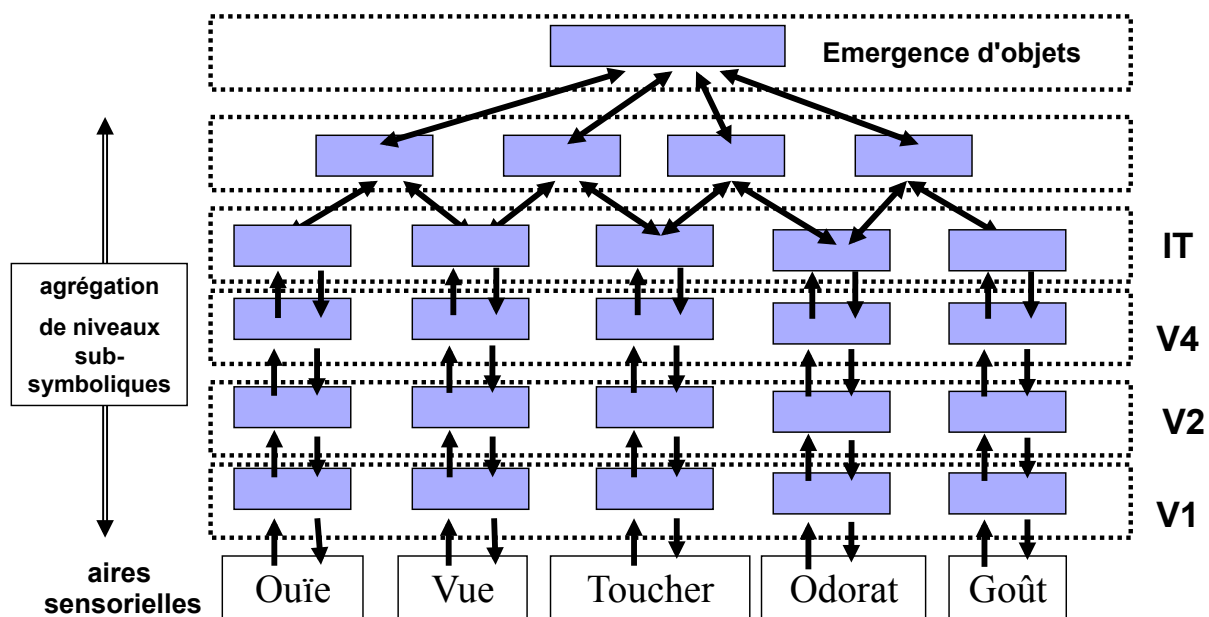 Emergence d'objets
IT
agrégation
de niveaux
sub-
symboliques
V4
V2
V1
aires
sensorielles
Ouïe Vue Toucher Odorat Goût